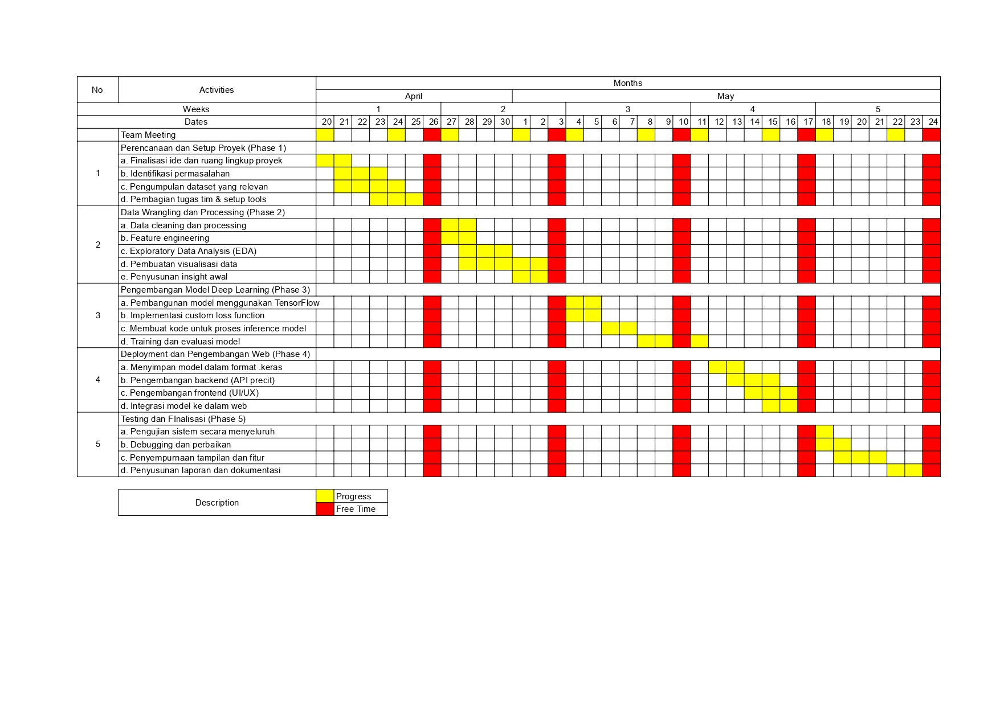 No Activities Months
April May
Weeks 1 2 3 4 5
Dates 20 21 22 23 24 25 26 27 28 29 30 1 2 3 4 5 6 7 8 9 10 11 12 13 14 15 16 17 18 19 20 21 22 23 24
Team Meeting
1
Perencanaan dan Setup Proyek (Phase 1)
a. Finalisasi ide dan ruang lingkup proyek
b. Identifikasi permasalahan
c. Pengumpulan dataset yang relevan
d. Pembagian tugas tim & setup tools
2
Data Wrangling dan Processing (Phase 2)
a. Data cleaning dan processing
b. Feature engineering
c. Exploratory Data Analysis (EDA)
d. Pembuatan visualisasi data
e. Penyusunan insight awal
3
Pengembangan Model Deep Learning (Phase 3)
a. Pembangunan model menggunakan TensorFlow
b. Implementasi custom loss function
c. Membuat kode untuk proses inference model
d. Training dan evaluasi model
4
Deployment dan Pengembangan Web (Phase 4)
a. Menyimpan model dalam format .keras
b. Pengembangan backend (API precit)
c. Pengembangan frontend (UI/UX)
d. Integrasi model ke dalam web
5
Testing dan FInalisasi (Phase 5)
a. Pengujian sistem secara menyeluruh
b. Debugging dan perbaikan
c. Penyempurnaan tampilan dan fitur
d. Penyusunan laporan dan dokumentasi
Description
Progress
Free Time